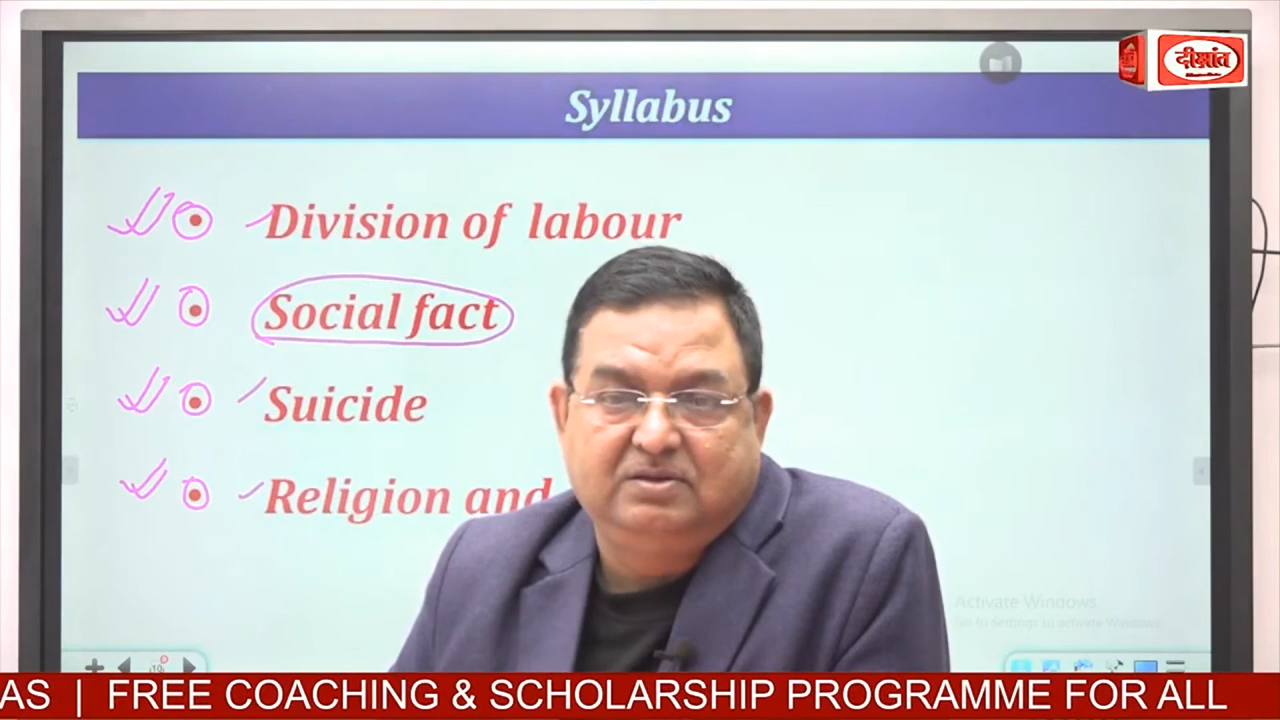 दीक्षांत
Syllabus
Division of labour
Social fact
Suicide
Religion and
Activate Windows
Go to Settings to activate Windows.
AS | FREE COACHING & SCHOLARSHIP PROGRAMME FOR ALL